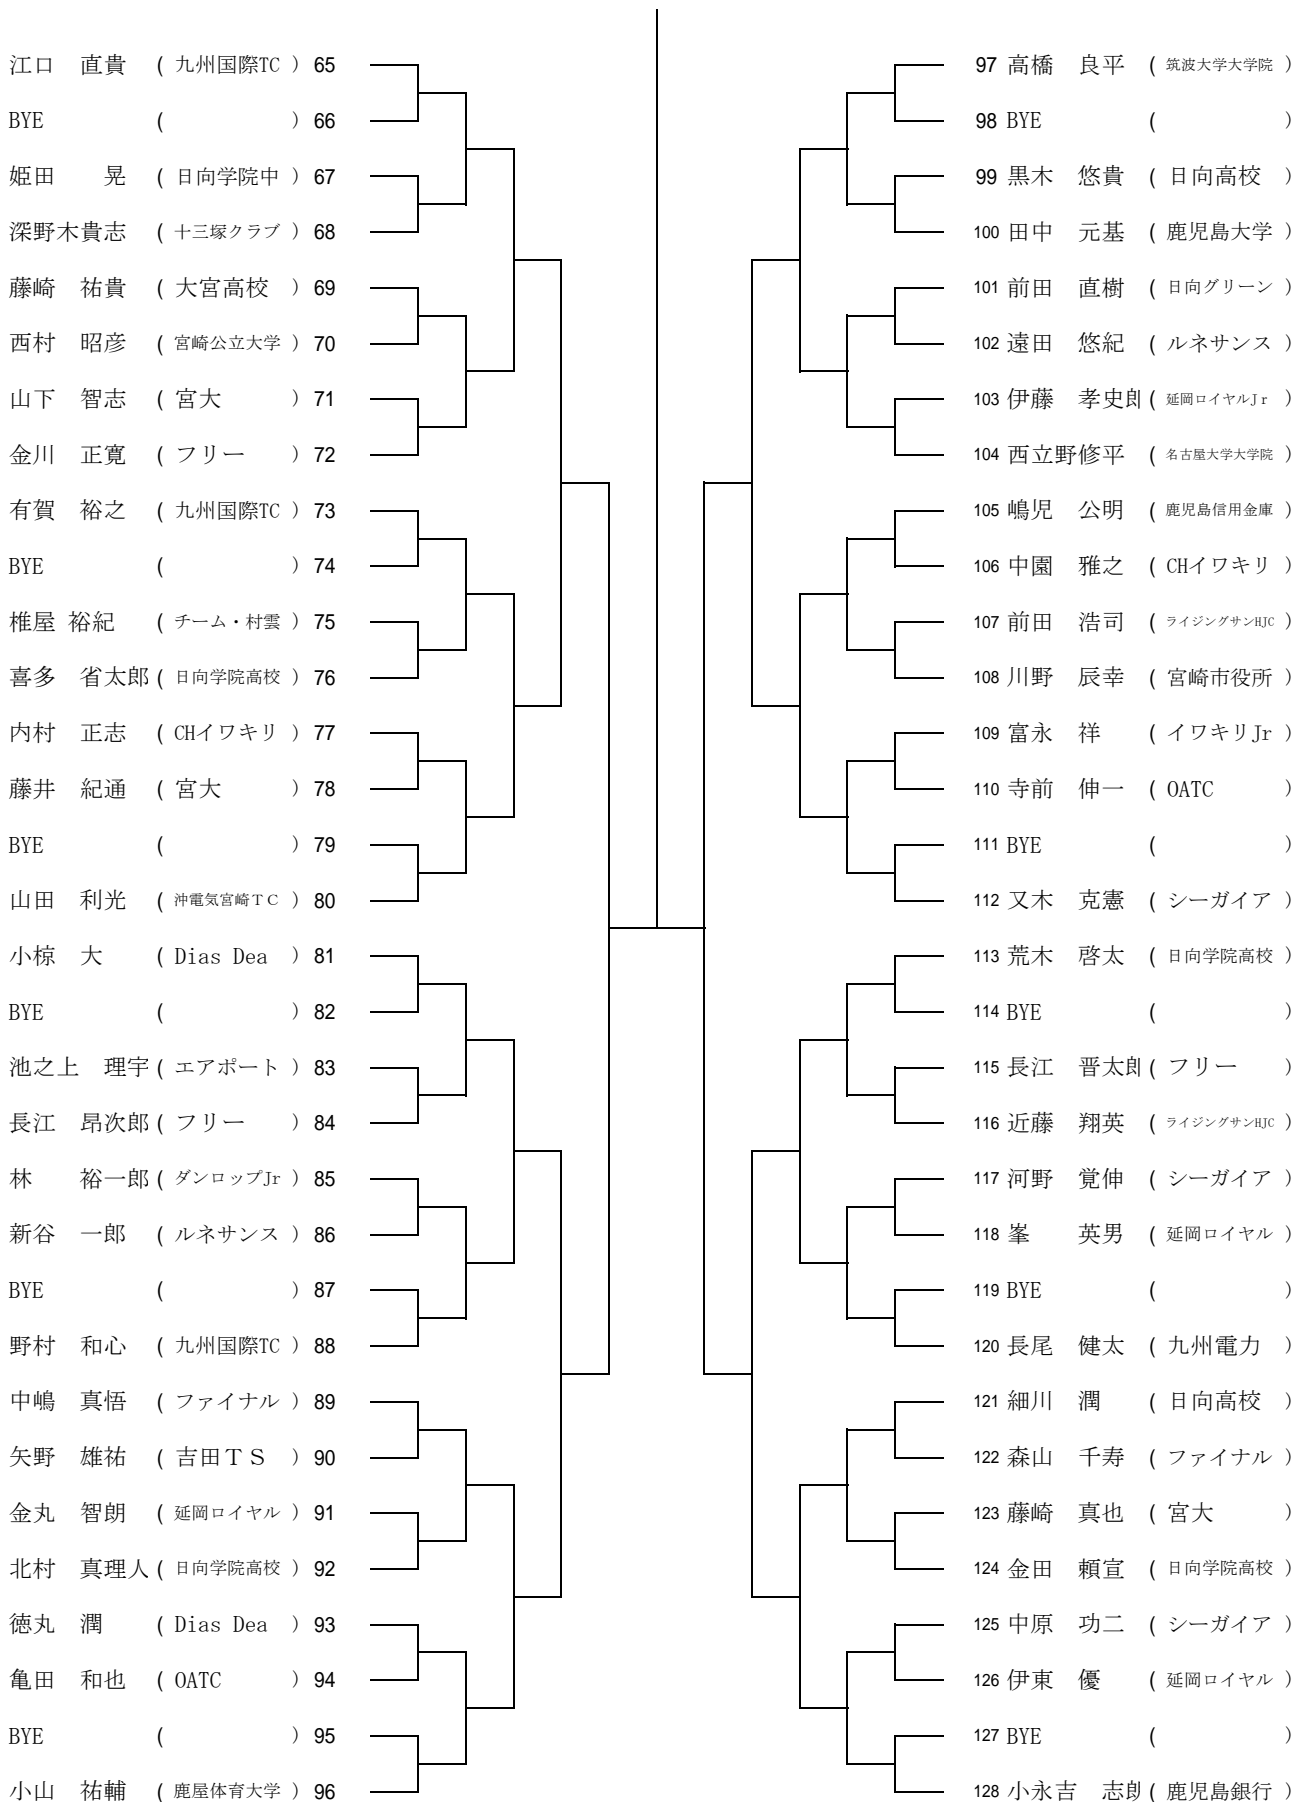 江口　直貴 ( 九州国際TC ) 65
BYE ( ) 66
姫田　晃 ( 日向学院中 ) 67
深野木貴志 ( 十三塚クラブ ) 68
藤崎　祐貴 ( 大宮高校 ) 69
西村　昭彦 ( 宮崎公立大学 ) 70
山下　智志 ( 宮大 ) 71
金川　正寛 ( フリー ) 72
有賀　裕之 ( 九州国際TC ) 73
BYE ( ) 74
椎屋 裕紀 ( チーム・村雲 ) 75
喜多　省太郎 ( 日向学院高校 ) 76
内村　正志 ( CHイワキリ ) 77
藤井　紀通 ( 宮大 ) 78
BYE ( ) 79
山田　利光 ( 沖電気宮崎ＴＣ ) 80
小椋　大 ( Dias Dea ) 81
BYE ( ) 82
池之上　理宇 ( エアポート ) 83
長江　昂次郎 ( フリー ) 84
林　裕一郎 ( ダンロップJr ) 85
新谷　一郎 ( ルネサンス ) 86
BYE ( ) 87
野村　和心 ( 九州国際TC ) 88
中嶋　真悟 ( ファイナル ) 89
矢野　雄祐 ( 吉田ＴＳ ) 90
金丸　智朗 ( 延岡ロイヤル ) 91
北村　真理人 ( 日向学院高校 ) 92
徳丸　潤 ( Dias Dea ) 93
亀田　和也 ( OATC ) 94
BYE ( ) 95
小山　祐輔 ( 鹿屋体育大学 ) 96
97 高橋　良平 ( 筑波大学大学院 )
98 BYE ( )
99 黒木　悠貴 ( 日向高校 )
100 田中　元基 ( 鹿児島大学 )
101 前田　直樹 ( 日向グリーン )
102 遠田　悠紀 ( ルネサンス )
103 伊藤　孝史郎 ( 延岡ロイヤルJr )
104 西立野修平 ( 名古屋大学大学院 )
105 嶋児　公明 ( 鹿児島信用金庫 )
106 中園　雅之 ( CHイワキリ )
107 前田　浩司 ( ライジングサンHJC )
108 川野　辰幸 ( 宮崎市役所 )
109 富永　祥 ( イワキリJr )
110 寺前　伸一 ( OATC )
111 BYE ( )
112 又木　克憲 ( シーガイア )
113 荒木　啓太 ( 日向学院高校 )
114 BYE ( )
115 長江　晋太郎 ( フリー )
116 近藤　翔英 ( ライジングサンHJC )
117 河野　覚伸 ( シーガイア )
118 峯　英男 ( 延岡ロイヤル )
119 BYE ( )
120 長尾　健太 ( 九州電力 )
121 細川　潤 ( 日向高校 )
122 森山　千寿 ( ファイナル )
123 藤崎　真也 ( 宮大 )
124 金田　頼宣 ( 日向学院高校 )
125 中原　功二 ( シーガイア )
126 伊東　優 ( 延岡ロイヤル )
127 BYE ( )
128 小永吉　志郎 ( 鹿児島銀行 )